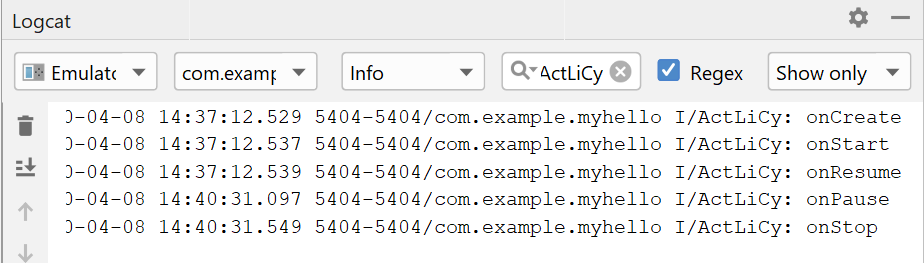 Logcat
Emulato com.examp Info ActLiCy Regex Show only
0-04-08 14:37:12.529 5404-5404/com.example.myhello I/ActLiCy: onCreate
0-04-08 14:37:12.537 5404-5404/com.example.myhello I/ActLiCy: onStart
0-04-08 14:37:12.539 5404-5404/com.example.myhello I/ActLiCy: onResume
0-04-08 14:40:31.097 5404-5404/com.example.myhello I/ActLiCy: onPause
0-04-08 14:40:31.549 5404-5404/com.example.myhello I/ActLiCy: onStop